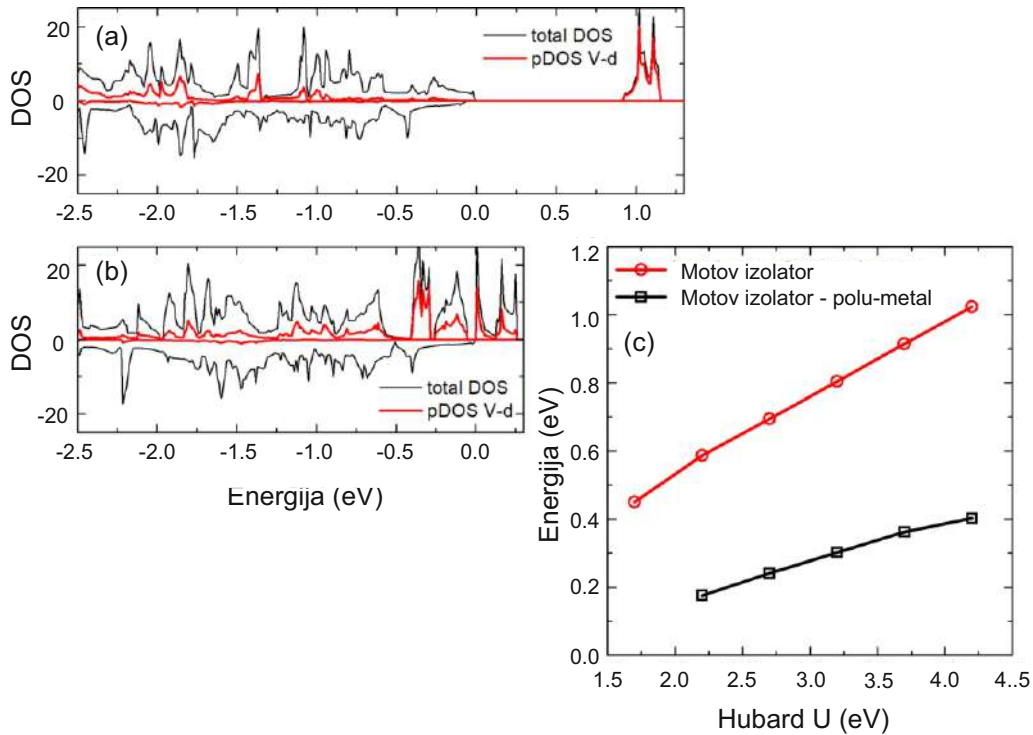 20
0
-20
DOS
(a)
total DOS
pDOS V-d
-2.5 -2.0 -1.5 -1.0 -0.5 0.0 0.5 1.0
20
0
-20
DOS
(b)
total DOS
pDOS V-d
-2.5 -2.0 -1.5 -1.0 -0.5 0.0
Energija (eV)
1.2
1.0
0.8
0.6
0.4
0.2
0.0
Energija (eV)
Motov izolator
Motov izolator - polu-metal
(c)
1.5 2.0 2.5 3.0 3.5 4.0 4..5
Hubard U (eV)